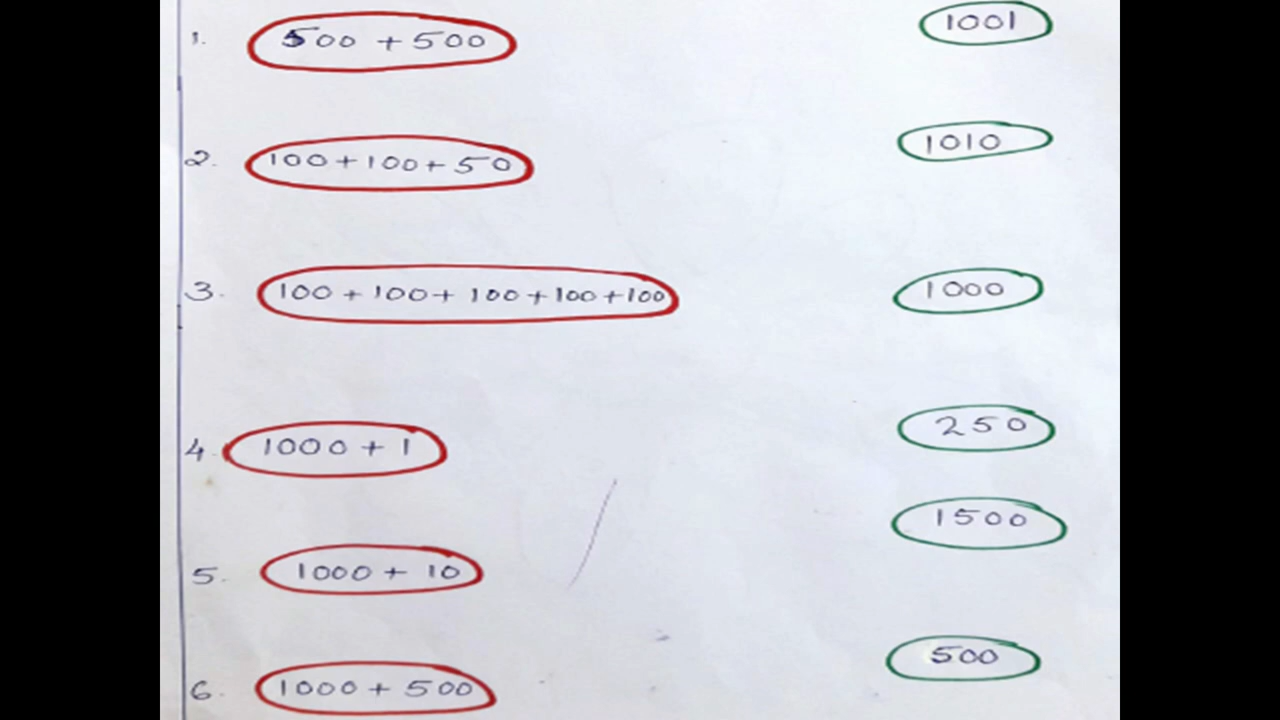 1. 500 + 500 1001
2. 100 + 100 + 50 1010
3. 100 + 100 + 100 + 100 + 100 1000
4. 1000 + 1 250
1500
5. 1000 + 10
6. 1000 + 500 500